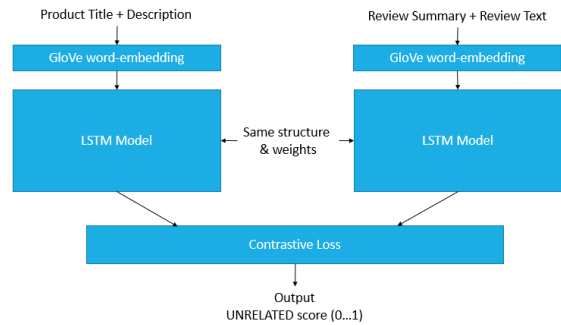 Product Title + Description
Review Summary + Review Text
GloVe word-embedding
GloVe word-embedding
LSTM Model
Same structure
& weights
LSTM Model
Contrastive Loss
Output
UNRELATED score (0...1)